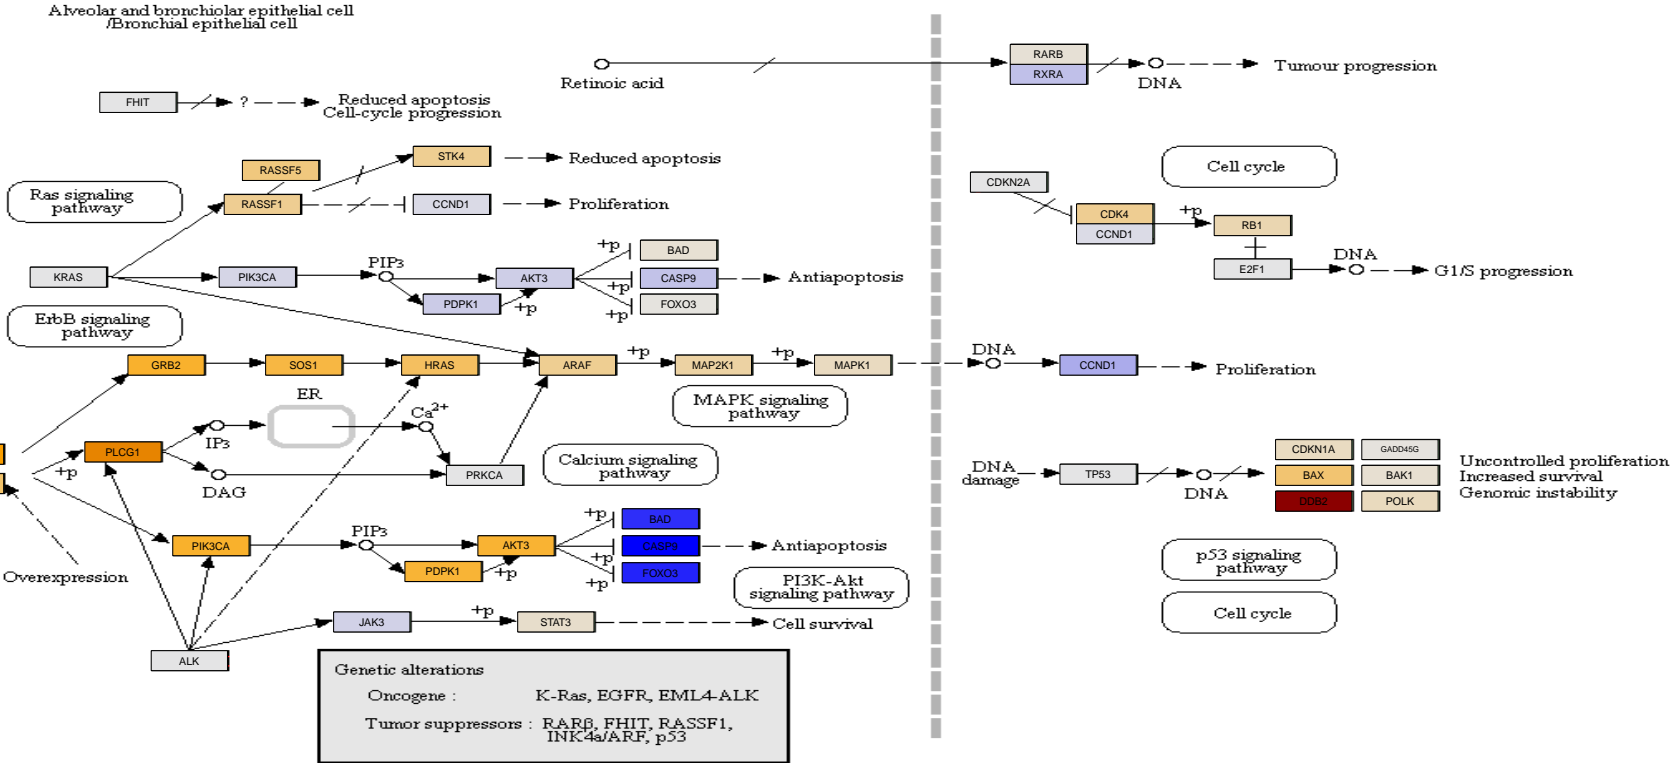 Alveolar and bronchiolar epithelial cell
/Bronchial epithelial cell
RARB
RXRA
Retinoic acid
DNA
Tumour progression
FHIT
?
Reduced apoptosis
Cell-cycle progression
RASSF5
STK4
Reduced apoptosis
Ras signaling
pathway
RASSF1
CCND1
Proliferation
Cell cycle
CDKN2A
CDK4
CCND1
+p
RB1
E2F1
DNA
G1/S progression
KRAS
PIK3CA
PIP3
PDPK1
+p
AKT3
+p
+p
+p
BAD
CASP9
FOXO3
Antiapoptosis
ErbB signaling
pathway
GRB2
SOS1
HRAS
ARAF
+p
MAP2K1
+p
MAPK1
DNA
CCND1
Proliferation
MAPK signaling
pathway
ER
Ca2+
IP3
PLCG1
+p
DAG
PRKCA
Calcium signaling
pathway
DNA
damage
TP53
DNA
CDKN1A
GADD45G
BAX
BAK1
DDB2
POLK
Uncontrolled proliferation
Increased survival
Genomic instability
PIK3CA
PIP3
PDPK1
+p
AKT3
+p
+p
+p
BAD
CASP9
FOXO3
Antiapoptosis
Overexpression
PI3K-Akt
signaling pathway
p53 signaling
pathway
Cell cycle
JAK3
+p
STAT3
Cell survival
ALK
Genetic alterations
Oncogene : K-Ras, EGFR, EML4-ALK
Tumor suppressors : RARβ, FHIT, RASSF1,
INK4a/ARF, p53